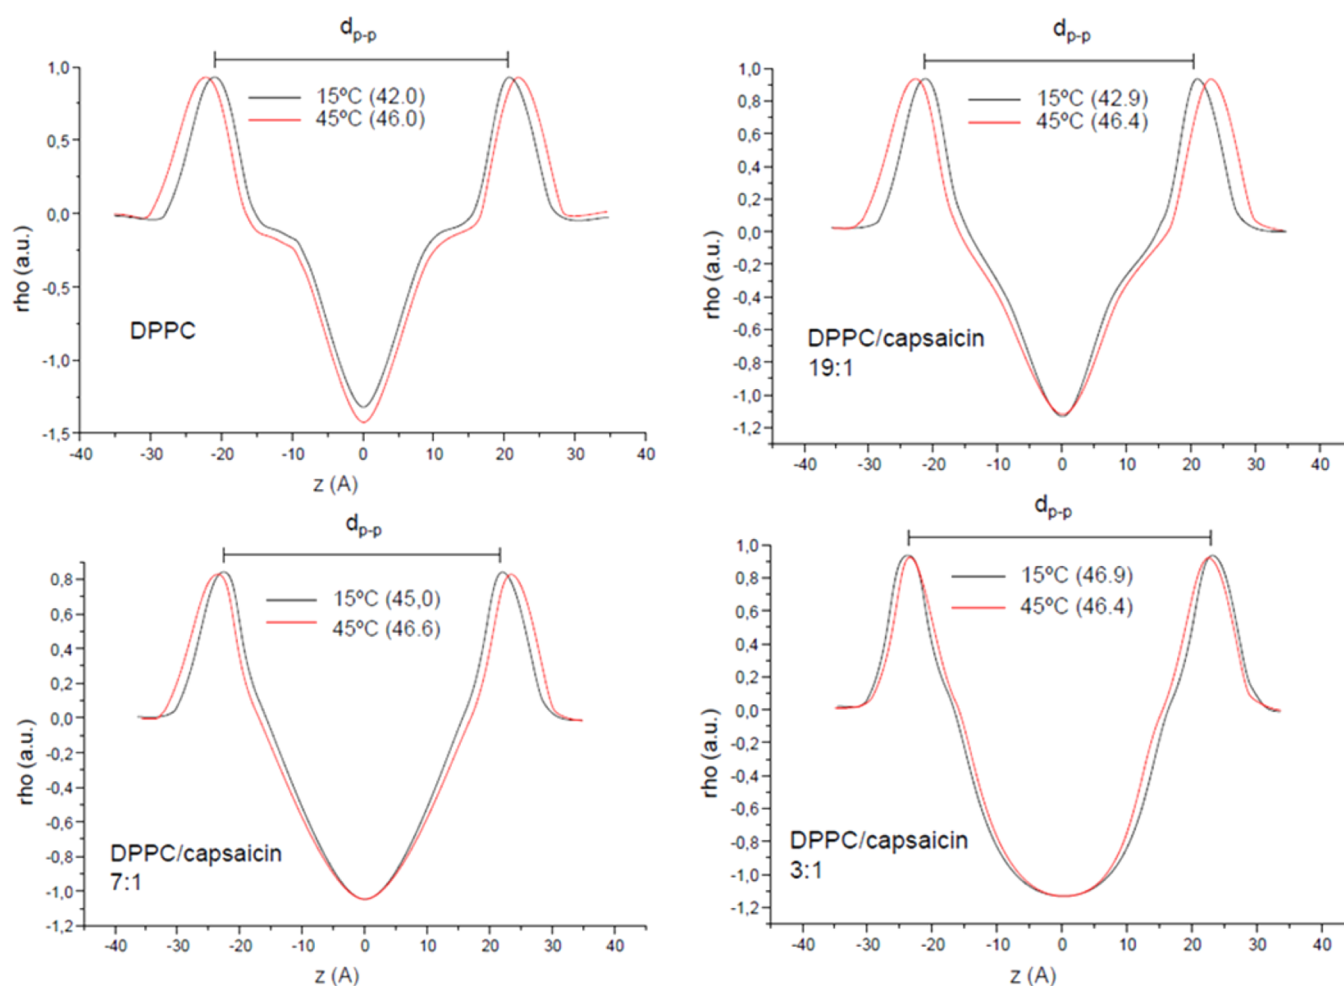 d_p-p
1,0
0,5
0,0
0,5
-1,0
-1,5
rho (a.u.)
15ºC (42.0)
45ºC (46.0)
DPPC
-40 -30 -20 -10 0 10 20 30 40
z (A)
d_p-p
1,0
0,8
0,6
0,4
0,2
0,0
-0,2
-0,4
-0,6
-0,8
-1,0
-1,2
rho (a.u.)
15ºC (42.9)
45ºC (46.4)
DPPC/capsaicin
19:1
-40 -30 -20 -10 0 10 20 30 40
z (A)
d_p-p
0,8
0,6
0,4
0,2
0,0
-0,2
0,4
0,6
-0,8
-1,0
-1,2
rho (a.u.)
15ºC (45,0)
45ºC (46.6)
DPPC/capsaicin
7:1
-40 -30 -20 -10 0 10 20 30 40
z (A)
d_p-p
1,0
0,8
0,6
0,4
0,2
0,0
-0,2
-0,4
-0,6
-0,8
-1,0
-1,2
rho (a.u.)
15ºC (46.9)
45ºC (46.4)
DPPC/capsaicin
3:1
-40 -30 -20 -10 0 10 20 30 40
z (A)